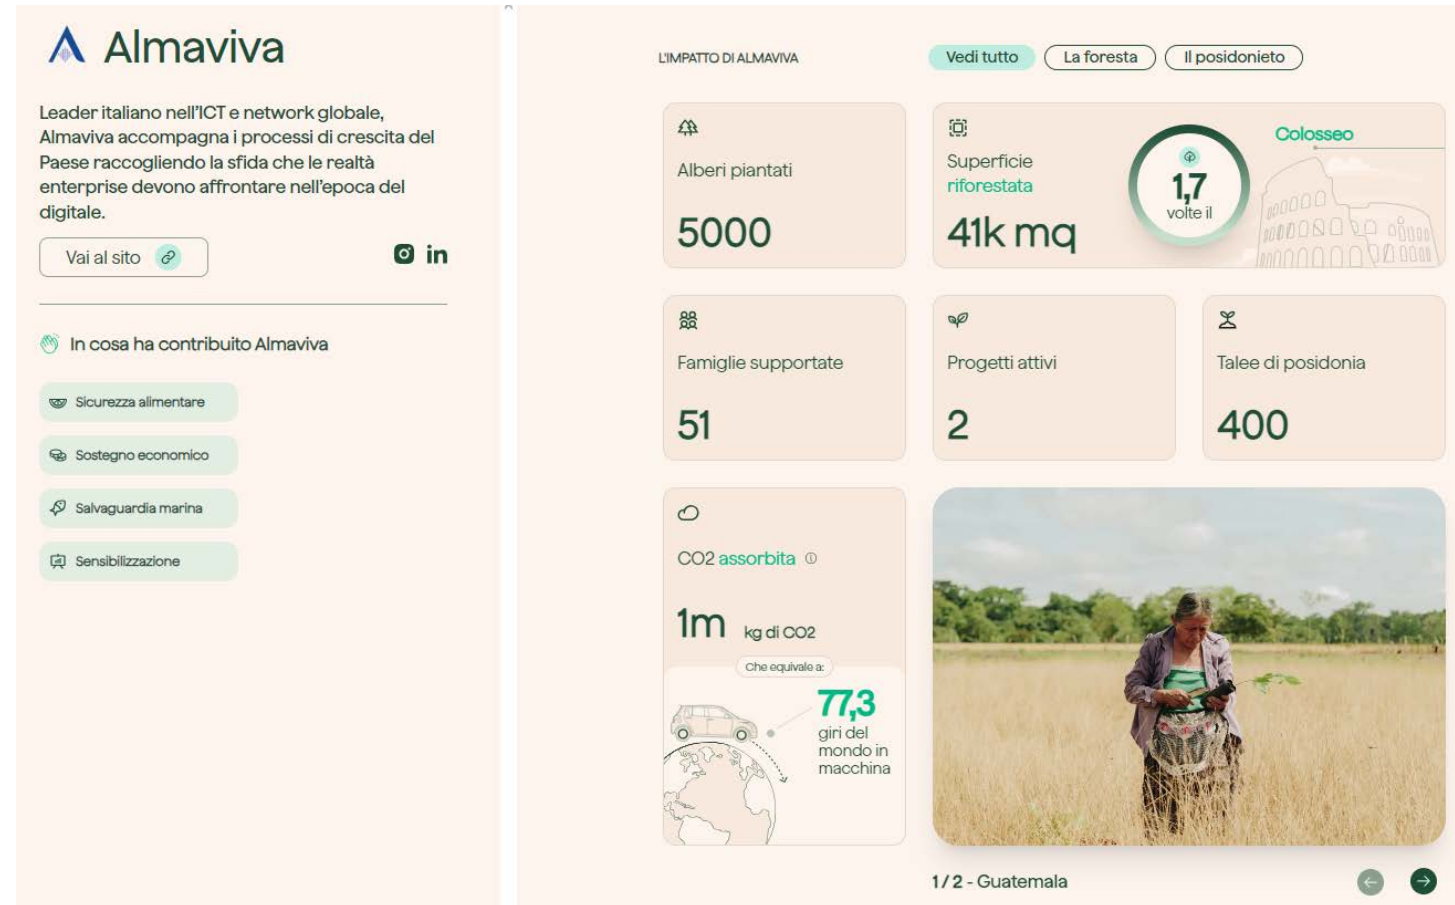 Almaviva
Leader italiano nell'ICT e network globale,
Almaviva accompagna i processi di crescita del
Paese raccogliendo la sfida che le realtà
enterprise devono affrontare nell'epoca del
digitale.
Vai al sito
in
In cosa ha contribuito Almaviva
Sicurezza alimentare
Sostegno economico
Salvaguardia marina
Sensibilizzazione
L'IMPATTO DI ALMAVIVA
Vedi tutto
La foresta
Il posidonieto
Alberi piantati
5000
Superficie
riforestata
41k mq
1,7
volte il
Colosseo
Famiglie supportate
51
Progetti attivi
2
Talee di posidonia
400
CO2 assorbita
1m kg di CO2
Che equivale a:
77,3
giri del
mondo in
macchina
1 / 2 - Guatemala